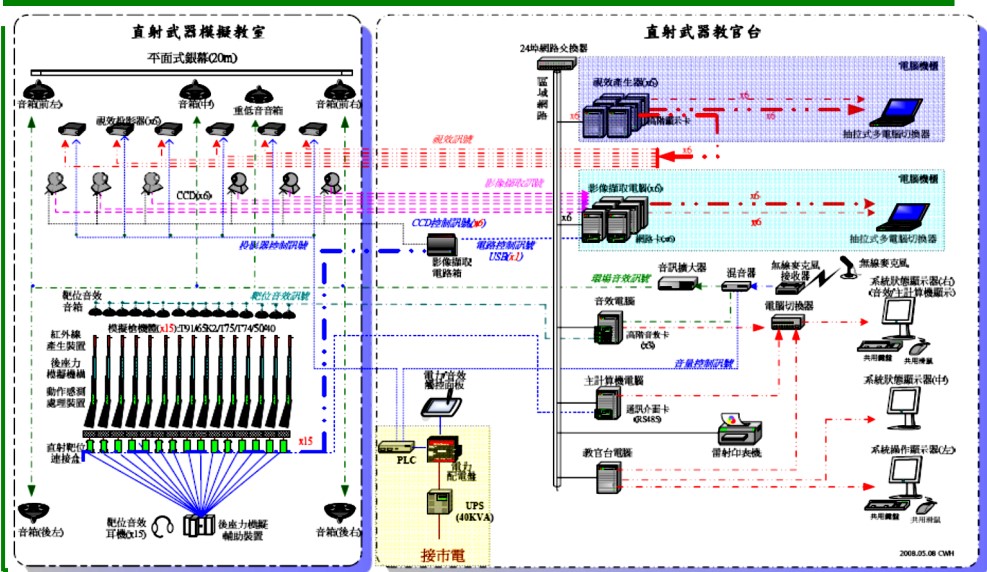 直射武器模擬教室
直射武器教官台
平面式銀幕(20m)
24埠網路交換器
電腦機櫃
視效產生器(x6)
x6
音箱(前左)
音箱(中)
重低音音箱
音箱(前右)
高階顯示卡
x6
x6
抽拉式多電腦切換器
視效投影器(x6)
x6
視效訊號
電腦機櫃
影像擷取訊號
影像擷取電腦(x6)
x6
CCD(x6)
CCD控制訊號(x6)
x6
x6
投影器控制訊號
電路控制訊號
USB(x1)
網路卡(x6)
抽拉式多電腦切換器
影像擷取
電路箱
無線麥克風
環場音效訊號
音訊擴大器
混音器
無線麥克風
接收器
系統狀態顯示器(右)
(音效/主計算機顯示)
靶位音效
音箱
靶位音效訊號
音效電腦
電腦切換器
模擬槍機體(x15):T91/65K2/T75/T74/50/40
紅外線
產生裝置
高階音效卡
(x3)
共用鍵盤
共用滑鼠
後座力
模擬機構
音量控制訊號
電力/音效
觸控面板
主計算機電腦
系統狀態顯示器(中)
動作感測
處理裝置
通訊介面卡
(RS485)
直射靶位
連接盒
x15
PLC
電力
配電盤
雷射印表機
教官台電腦
系統操作顯示器(左)
UPS
(40KVA)
音箱(後左)
靶位音效
耳機(x15)
後座力模擬
輔助裝置
音箱(後右)
共用鍵盤
共用滑鼠
接市電
2008.05.08 CWH